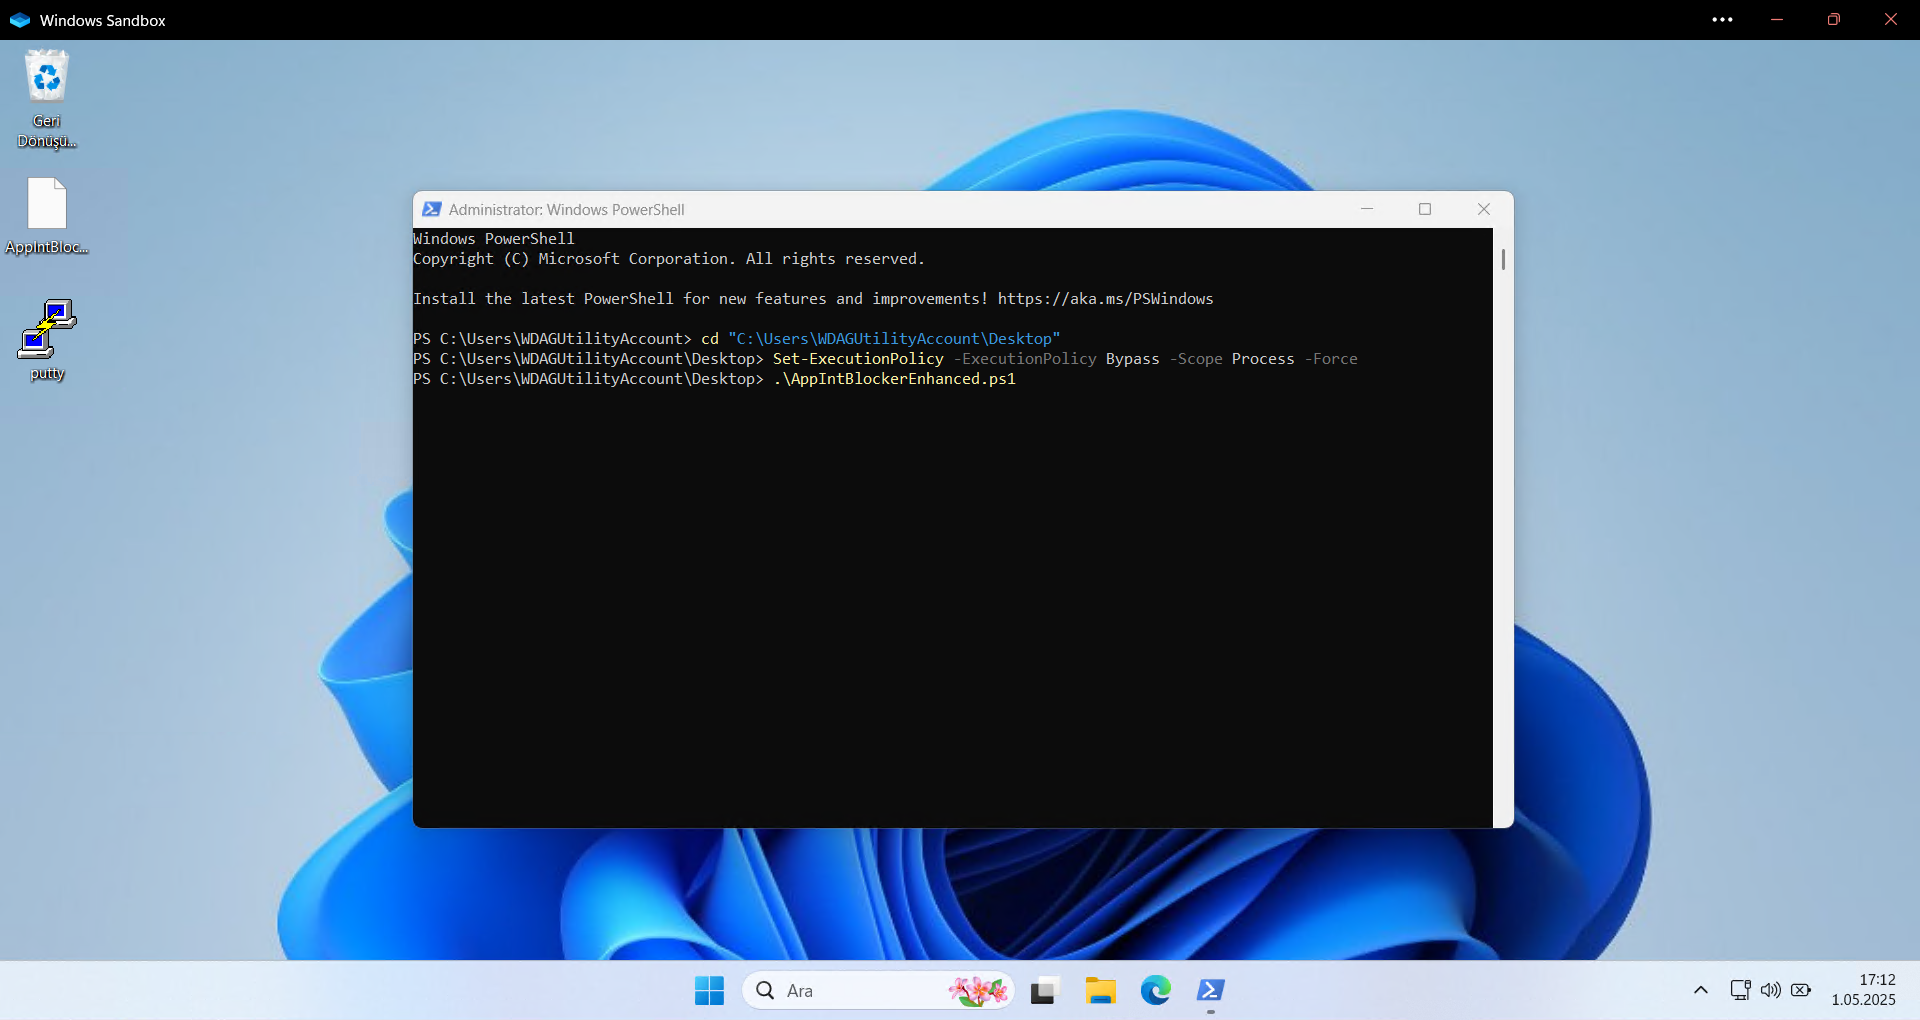 Windows Sandbox
Geri
Dönüşü...
AppIntBloc...
putty
Administrator: Windows PowerShell
Windows PowerShell
Copyright (C) Microsoft Corporation. All rights reserved.
Install the latest PowerShell for new features and improvements! https://aka.ms/PSWindows
PS C:\Users\WDAGUtilityAccount> cd "C:\Users\WDAGUtilityAccount\Desktop"
PS C:\Users\WDAGUtilityAccount\Desktop> Set-ExecutionPolicy -ExecutionPolicy Bypass -Scope Process -Force
PS C:\Users\WDAGUtilityAccount\Desktop> .\AppIntBlockerEnhanced.ps1
Ara
17:12
1.05.2025